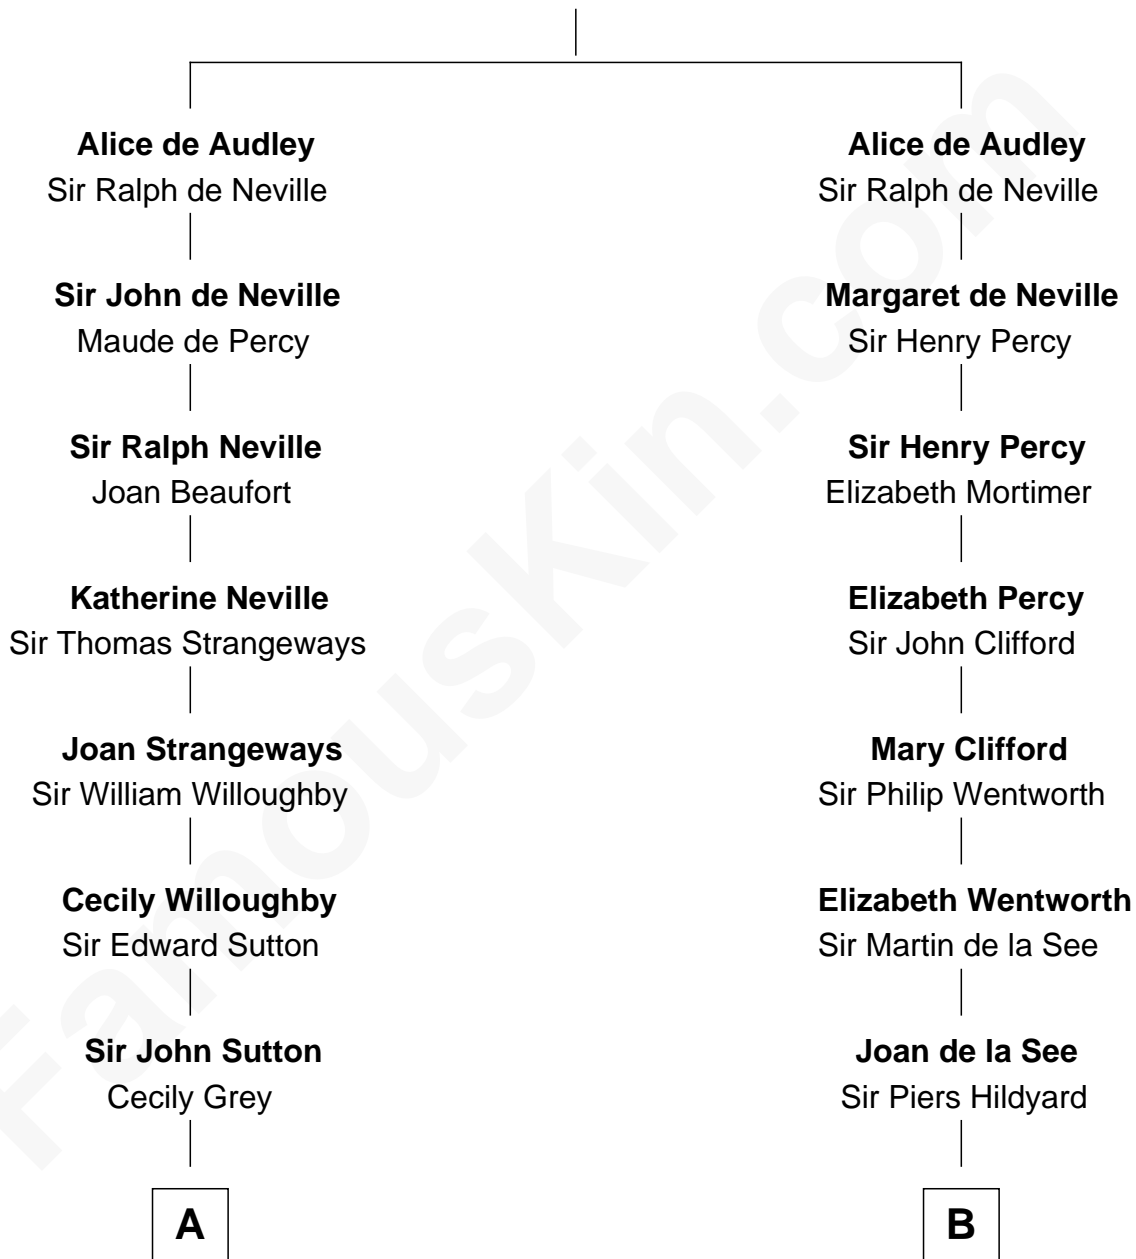 Alice de Audley
Sir Ralph de Neville
Alice de Audley
Sir Ralph de Neville
Sir John de Neville
Maude de Percy
Margaret de Neville
Sir Henry Percy
Sir Ralph Neville
Joan Beaufort
Sir Henry Percy
Elizabeth Mortimer
Katherine Neville
Sir Thomas Strangeways
Elizabeth Percy
Sir John Clifford
Joan Strangeways
Sir William Willoughby
Mary Clifford
Sir Philip Wentworth
Cecily Willoughby
Sir Edward Sutton
Elizabeth Wentworth
Sir Martin de la See
Sir John Sutton
Cecily Grey
Joan de la See
Sir Piers Hildyard
A
B
FamousKin.com